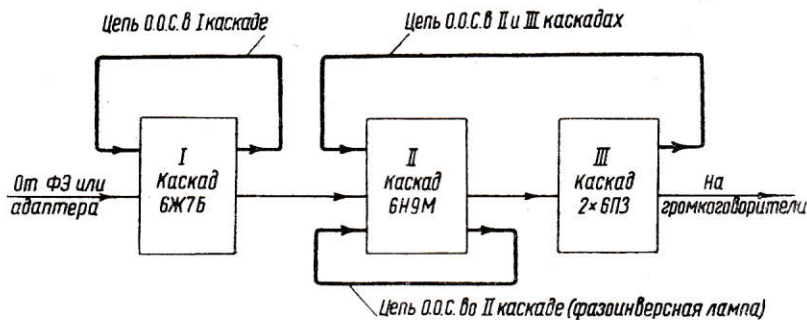 Цепь О.О.С. в I каскаде
Цепь О.О.С. в II и III каскадах
От ФЭ или
адаптера
I
Каскад
6Ж7Б
II
каскад
6Н9М
III
Каскад
2×6П3
На
громкоговорители
Цепь О.О.С. во II каскаде (фазоинверсная лампа)